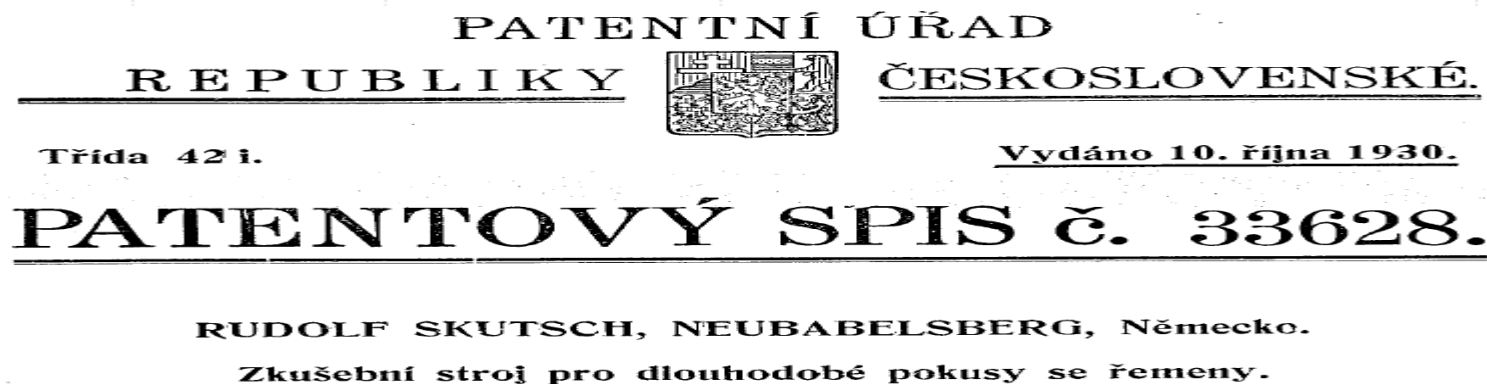 PATENTNÍ ÚŘAD
REPUBLIKY ČESKOSLOVENSKÉ.
Třída 42 i. Vydáno 10. října 1930.
PATENTOVÝ SPIS č. 33628.
RUDOLF SKUTSCH, NEUBABELSBERG, Německo.
Zkušební stroj pro dlouhodobé pokusy se řemeny.